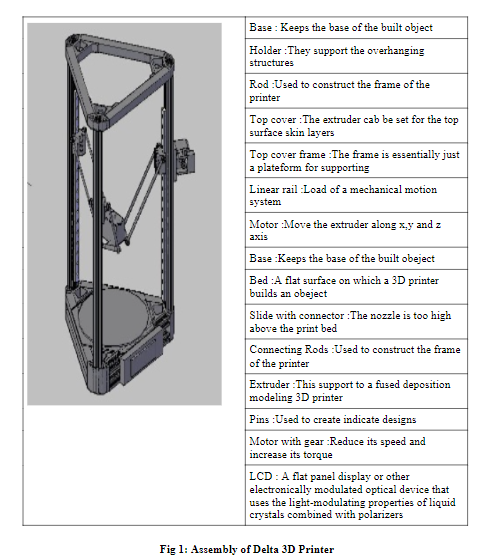 Base : Keeps the base of the built object
Holder :They support the overhanging
structures
Rod :Used to construct the frame of the
printer
Top cover :The extruder cab be set for the top
surface skin layers
Top cover frame :The frame is essentially just
a plateform for supporting
Linear rail :Load of a mechanical motion
system
Motor :Move the extruder along x,y and z
axis
Base :Keeps the base of the built obeject
Bed :A flat surface on which a 3D printer
builds an obeject
Slide with connector :The nozzle is too high
above the print bed
Connecting Rods :Used to construct the frame
of the printer
Extruder :This support to a fused deposition
modeling 3D printer
Pins :Used to create indicate designs
Motor with gear :Reduce its speed and
increase its torque
LCD : A flat panel display or other
electronically modulated optical device that
uses the light-modulating properties of liquid
crystals combined with polarizers
Fig 1: Assembly of Delta 3D Printer